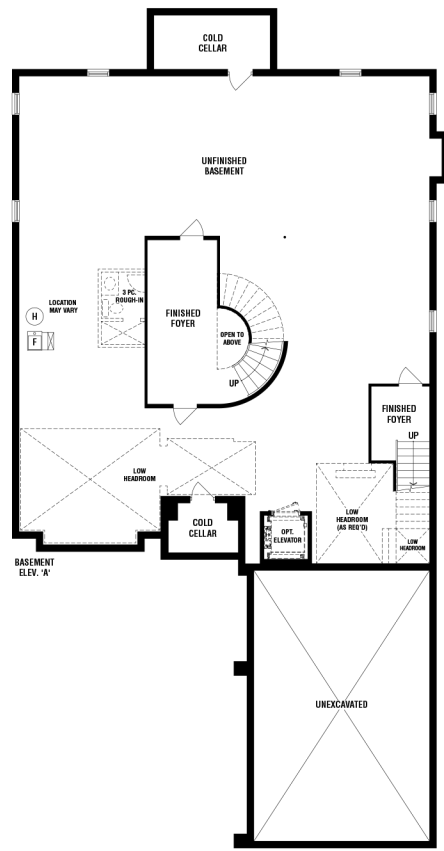 COLD
CELLAR
UNFINISHED
BASEMENT
3 PC.
ROUGH-IN
LOCATION
MAY VARY
H
F
FINISHED
FOYER
OPEN TO
ABOVE
UP
FINISHED
FOYER
UP
LOW
HEADROOM
COLD
CELLAR
OPT.
ELEVATOR
LOW
HEADROOM
(AS REQ'D)
LOW
HEADROOM
BASEMENT
ELEV. 'A'
UNEXCAVATED